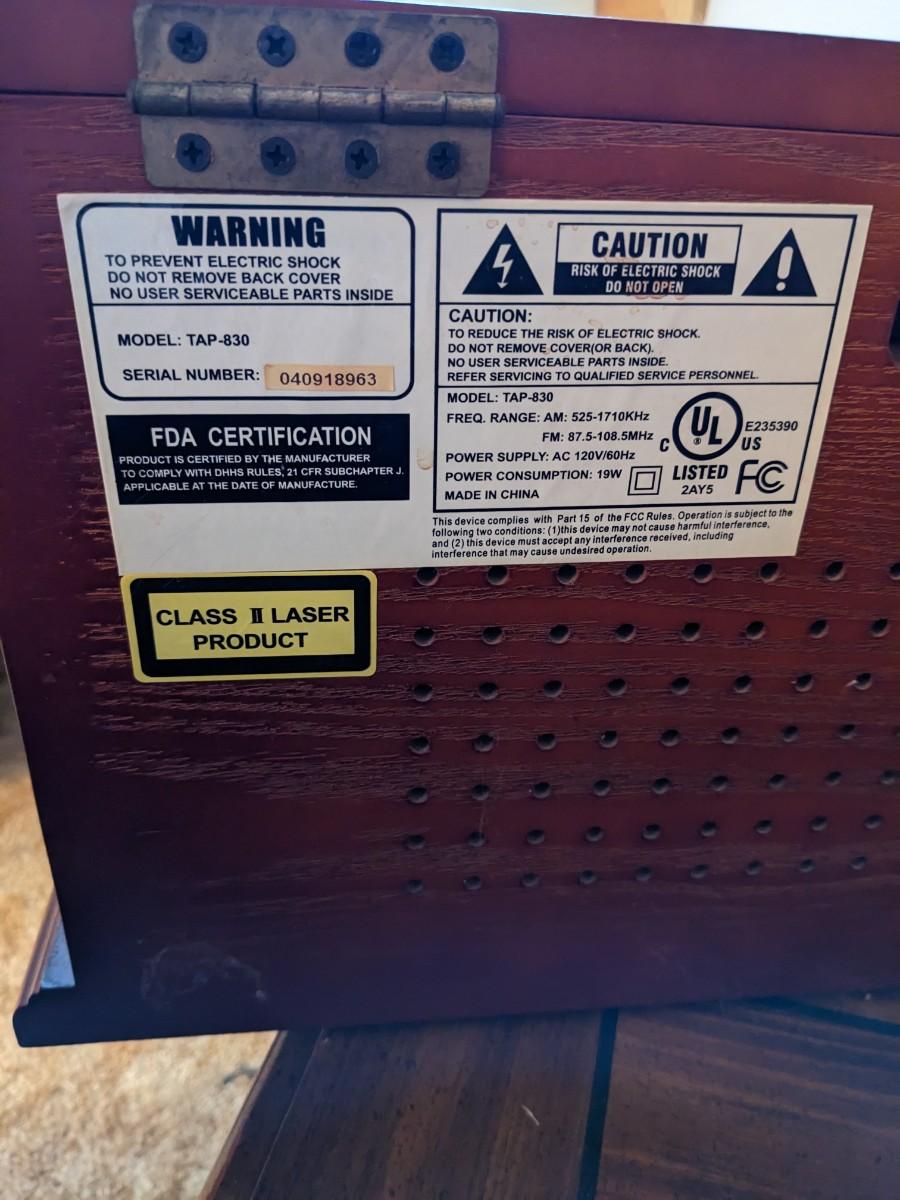 WARNING
TO PREVENT ELECTRIC SHOCK
DO NOT REMOVE BACK COVER
NO USER SERVICEABLE PARTS INSIDE
MODEL: TAP-830
SERIAL NUMBER: 040918963
FDA CERTIFICATION
PRODUCT IS CERTIFIED BY THE MANUFACTURER
TO COMPLY WITH DHHS RULES, 21 CFR SUBCHAPTER J.
APPLICABLE AT THE DATE OF MANUFACTURE.
CAUTION
RISK OF ELECTRIC SHOCK
DO NOT OPEN
CAUTION:
TO REDUCE THE RISK OF ELECTRIC SHOCK.
DO NOT REMOVE COVER(OR BACK).
NO USER SERVICEABLE PARTS INSIDE.
REFER SERVICING TO QUALIFIED SERVICE PERSONNEL.
MODEL: TAP-830
FREQ. RANGE: AM: 525-1710KHz
FM: 87.5-108.5MHz
POWER SUPPLY: AC 120V/60Hz
POWER CONSUMPTION: 19W
MADE IN CHINA
C UL ® US
E235390
LISTED
2AY5
FC
This device complies with Part 15 of the FCC Rules. Operation is subject to the
following two conditions: (1)this device may not cause harmful interference,
and (2) this device must accept any interference received, including
interference that may cause undesired operation.
CLASS II LASER
PRODUCT